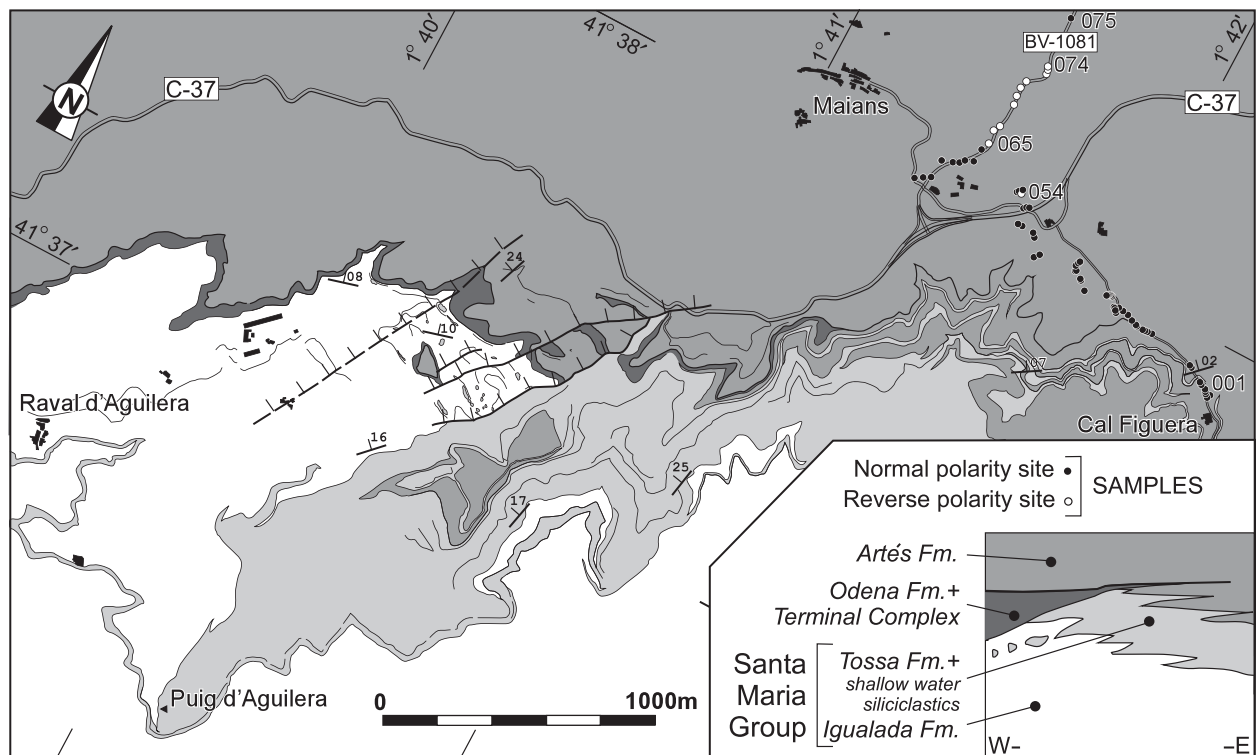 1° 40′
41° 38′
1° 41′
075
BV-1081
074
1° 42′
N
C-37
Maians
C-37
065
054
41° 37′
24
08
10
07
02
001
Raval d'Aguilera
Cal Figuera
16
25
17
Normal polarity site
Reverse polarity site
SAMPLES
Artés Fm.
Odena Fm.+
Terminal Complex
Santa
Maria
Group
Tossa Fm.+
shallow water
siliciclastics
Igualada Fm.
W-
-E
Puig d'Aguilera
0
1000m